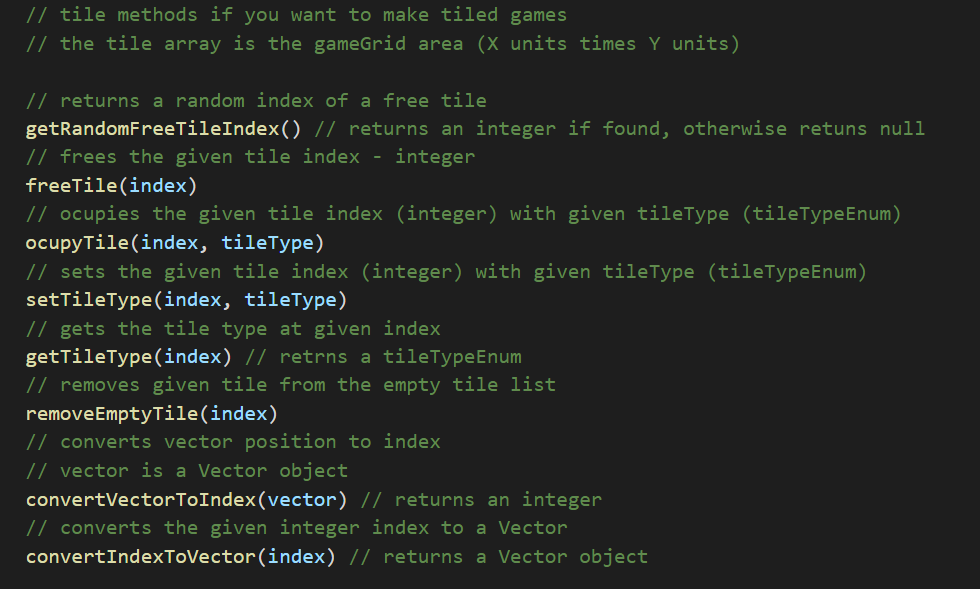 // tile methods if you want to make tiled games
// the tile array is the gameGrid area (X units times Y units)
// returns a random index of a free tile
getRandomFreeTileIndex() // returns an integer if found, otherwise retuns null
// frees the given tile index - integer
freeTile(index)
// ocupies the given tile index (integer) with given tileType (tileTypeEnum)
ocupyTile(index, tileType)
// sets the given tile index (integer) with given tileType (tileTypeEnum)
setTileType(index, tileType)
// gets the tile type at given index
getTileType(index) // retrns a tileTypeEnum
// removes given tile from the empty tile list
removeEmptyTile(index)
// converts vector position to index
// vector is a Vector object
convertVectorToIndex(vector) // returns an integer
// converts the given integer index to a Vector
convertIndexToVector(index) // returns a Vector object